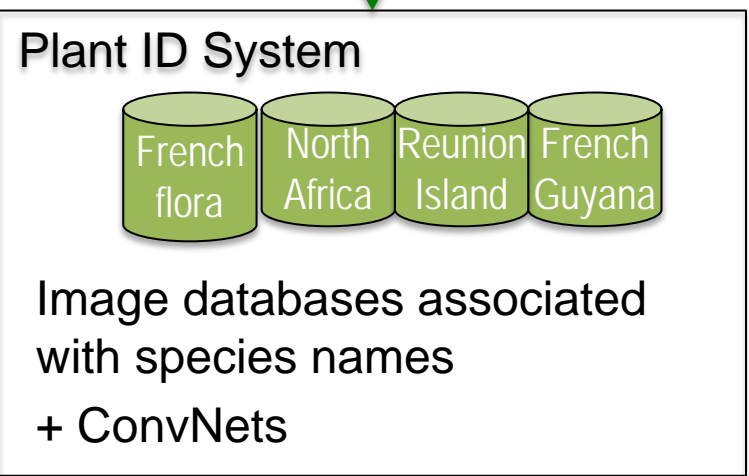 Plant ID System
French flora
North Africa
Reunion Island
French Guyana
Image databases associated
with species names
+ ConvNets